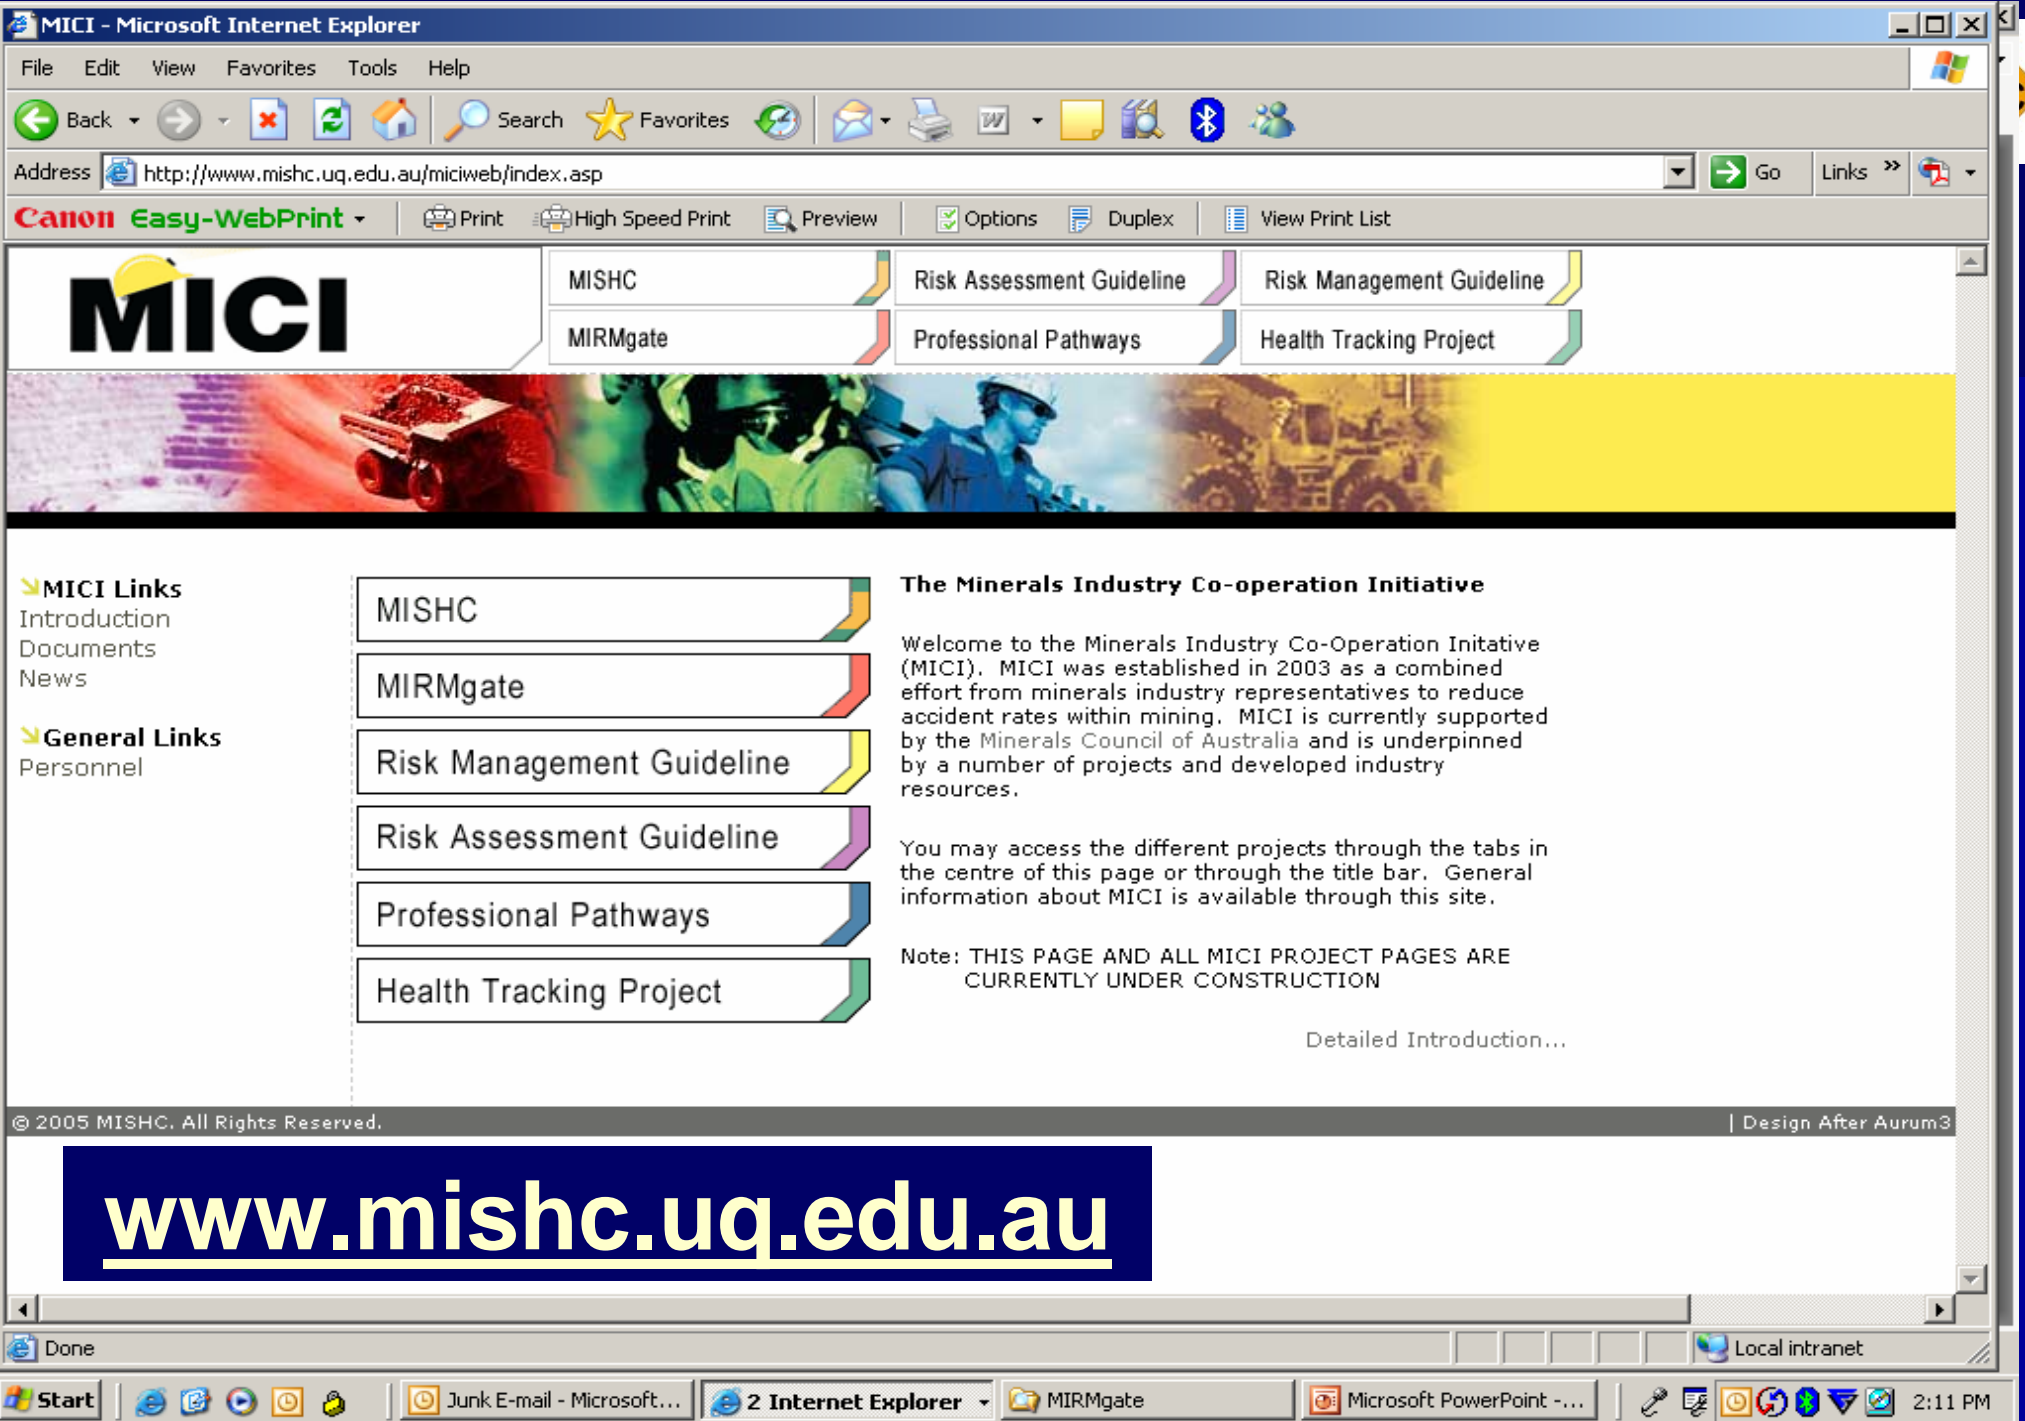 MICI - Microsoft Internet Explorer
File Edit View Favorites Tools Help
Back Search Favorites
Address http://www.mishc.uq.edu.au/miciweb/index.asp Go Links »
Canon Easy-WebPrint Print High Speed Print Preview Options Duplex View Print List
MICI
MISHC Risk Assessment Guideline Risk Management Guideline
MIRMgate Professional Pathways Health Tracking Project
MICI Links
Introduction
Documents
News
General Links
Personnel
MISHC
MIRMgate
Risk Management Guideline
Risk Assessment Guideline
Professional Pathways
Health Tracking Project
The Minerals Industry Co-operation Initiative
Welcome to the Minerals Industry Co-Operation Initative
(MICI). MICI was established in 2003 as a combined
effort from minerals industry representatives to reduce
accident rates within mining. MICI is currently supported
by the Minerals Council of Australia and is underpinned
by a number of projects and developed industry
resources.
You may access the different projects through the tabs in
the centre of this page or through the title bar. General
information about MICI is available through this site.
Note: THIS PAGE AND ALL MICI PROJECT PAGES ARE
CURRENTLY UNDER CONSTRUCTION
Detailed Introduction...
© 2005 MISHC. All Rights Reserved. | Design After Aurum3
www.mishc.uq.edu.au
Done Local intranet
Start Junk E-mail - Microsoft... 2 Internet Explorer MIRMgate Microsoft PowerPoint -... 2:11 PM